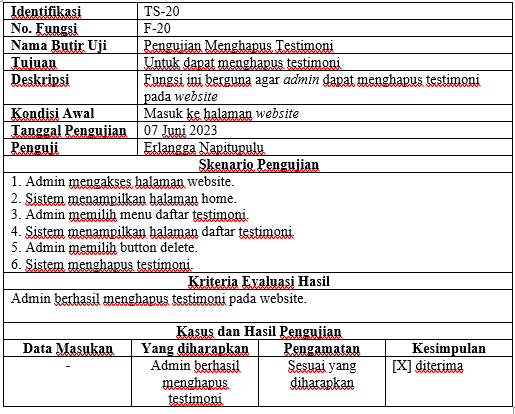 Identifikasi TS-20
No. Fungsi F-20
Nama Butir Uji Pengujian Menghapus Testimoni
Tujuan Untuk dapat menghapus testimoni
Deskripsi Fungsi ini berguna agar admin dapat menghapus testimoni
pada website
Kondisi Awal Masuk ke halaman website
Tanggal Pengujian 07 Juni 2023
Penguji Erlangga Napitupulu
Skenario Pengujian
1. Admin mengakses halaman website.
2. Sistem menampilkan halaman home.
3. Admin memilih menu daftar testimoni.
4. Sistem menampilkan halaman daftar testimoni
5. Admin memilih button delete.
6. Sistem menghapus testimoni.
Kriteria Evaluasi Hasil
Admin berhasil menghapus testimoni pada website.
Kasus dan Hasil Pengujian
Data Masukan Yang diharapkan Pengamatan Kesimpulan
- Admin berhasil Sesuai yang [X] diterima
menghapus diharapkan
testimoni